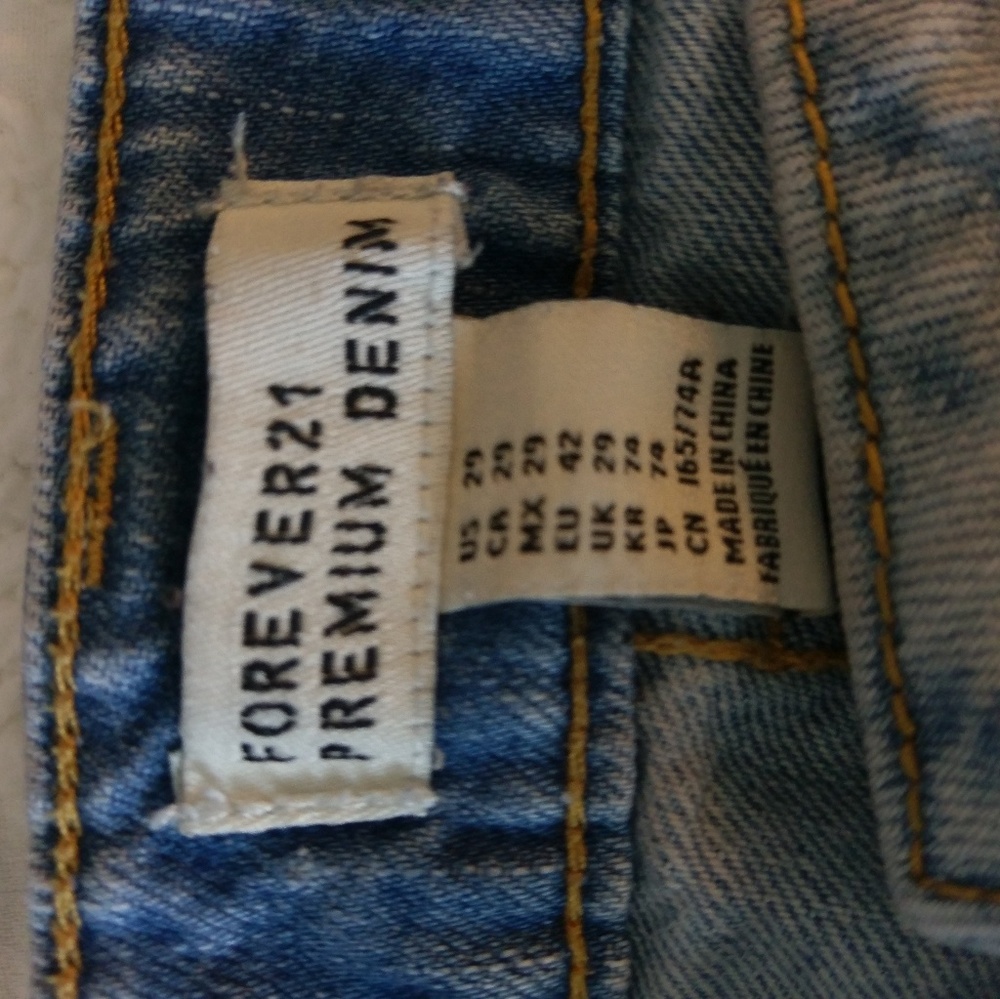 FOREVER21
PREMIUM DENIM
US 29
CA 29
MX 29
EU 42
UK 29
KR 74
JP 74
CN 165/74A
MADE IN CHINA
FABRIQUÉ EN CHINE